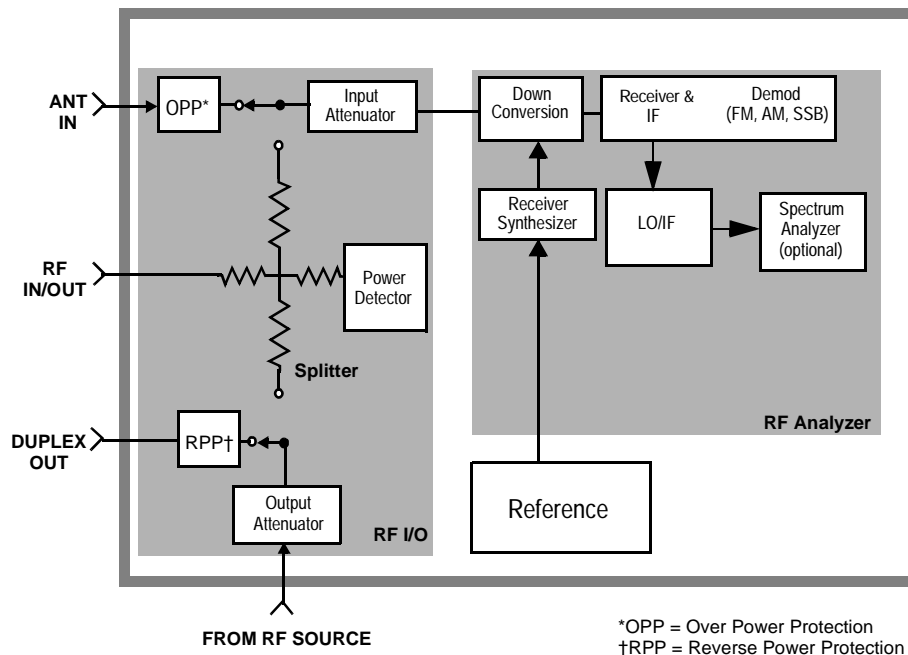 ANT
IN
OPP*
Input
Attenuator
Down
Conversion
Receiver &
IF
Demod
(FM, AM, SSB)
Receiver
Synthesizer
LO/IF
Spectrum
Analyzer
(optional)
RF
IN/OUT
Power
Detector
Splitter
RF Analyzer
DUPLEX
OUT
RPP†
Output
Attenuator
RF I/O
Reference
FROM RF SOURCE
*OPP = Over Power Protection
†RPP = Reverse Power Protection